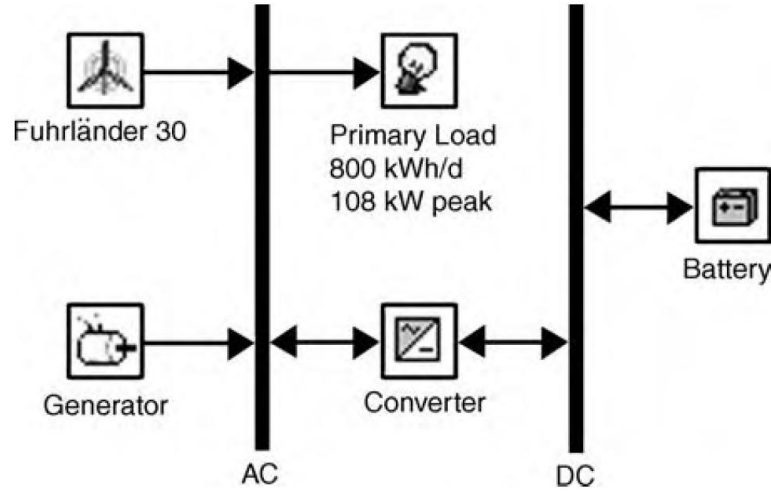 Fuhrländer 30
Primary Load
800 kWh/d
108 kW peak
Battery
Generator
Converter
AC
DC